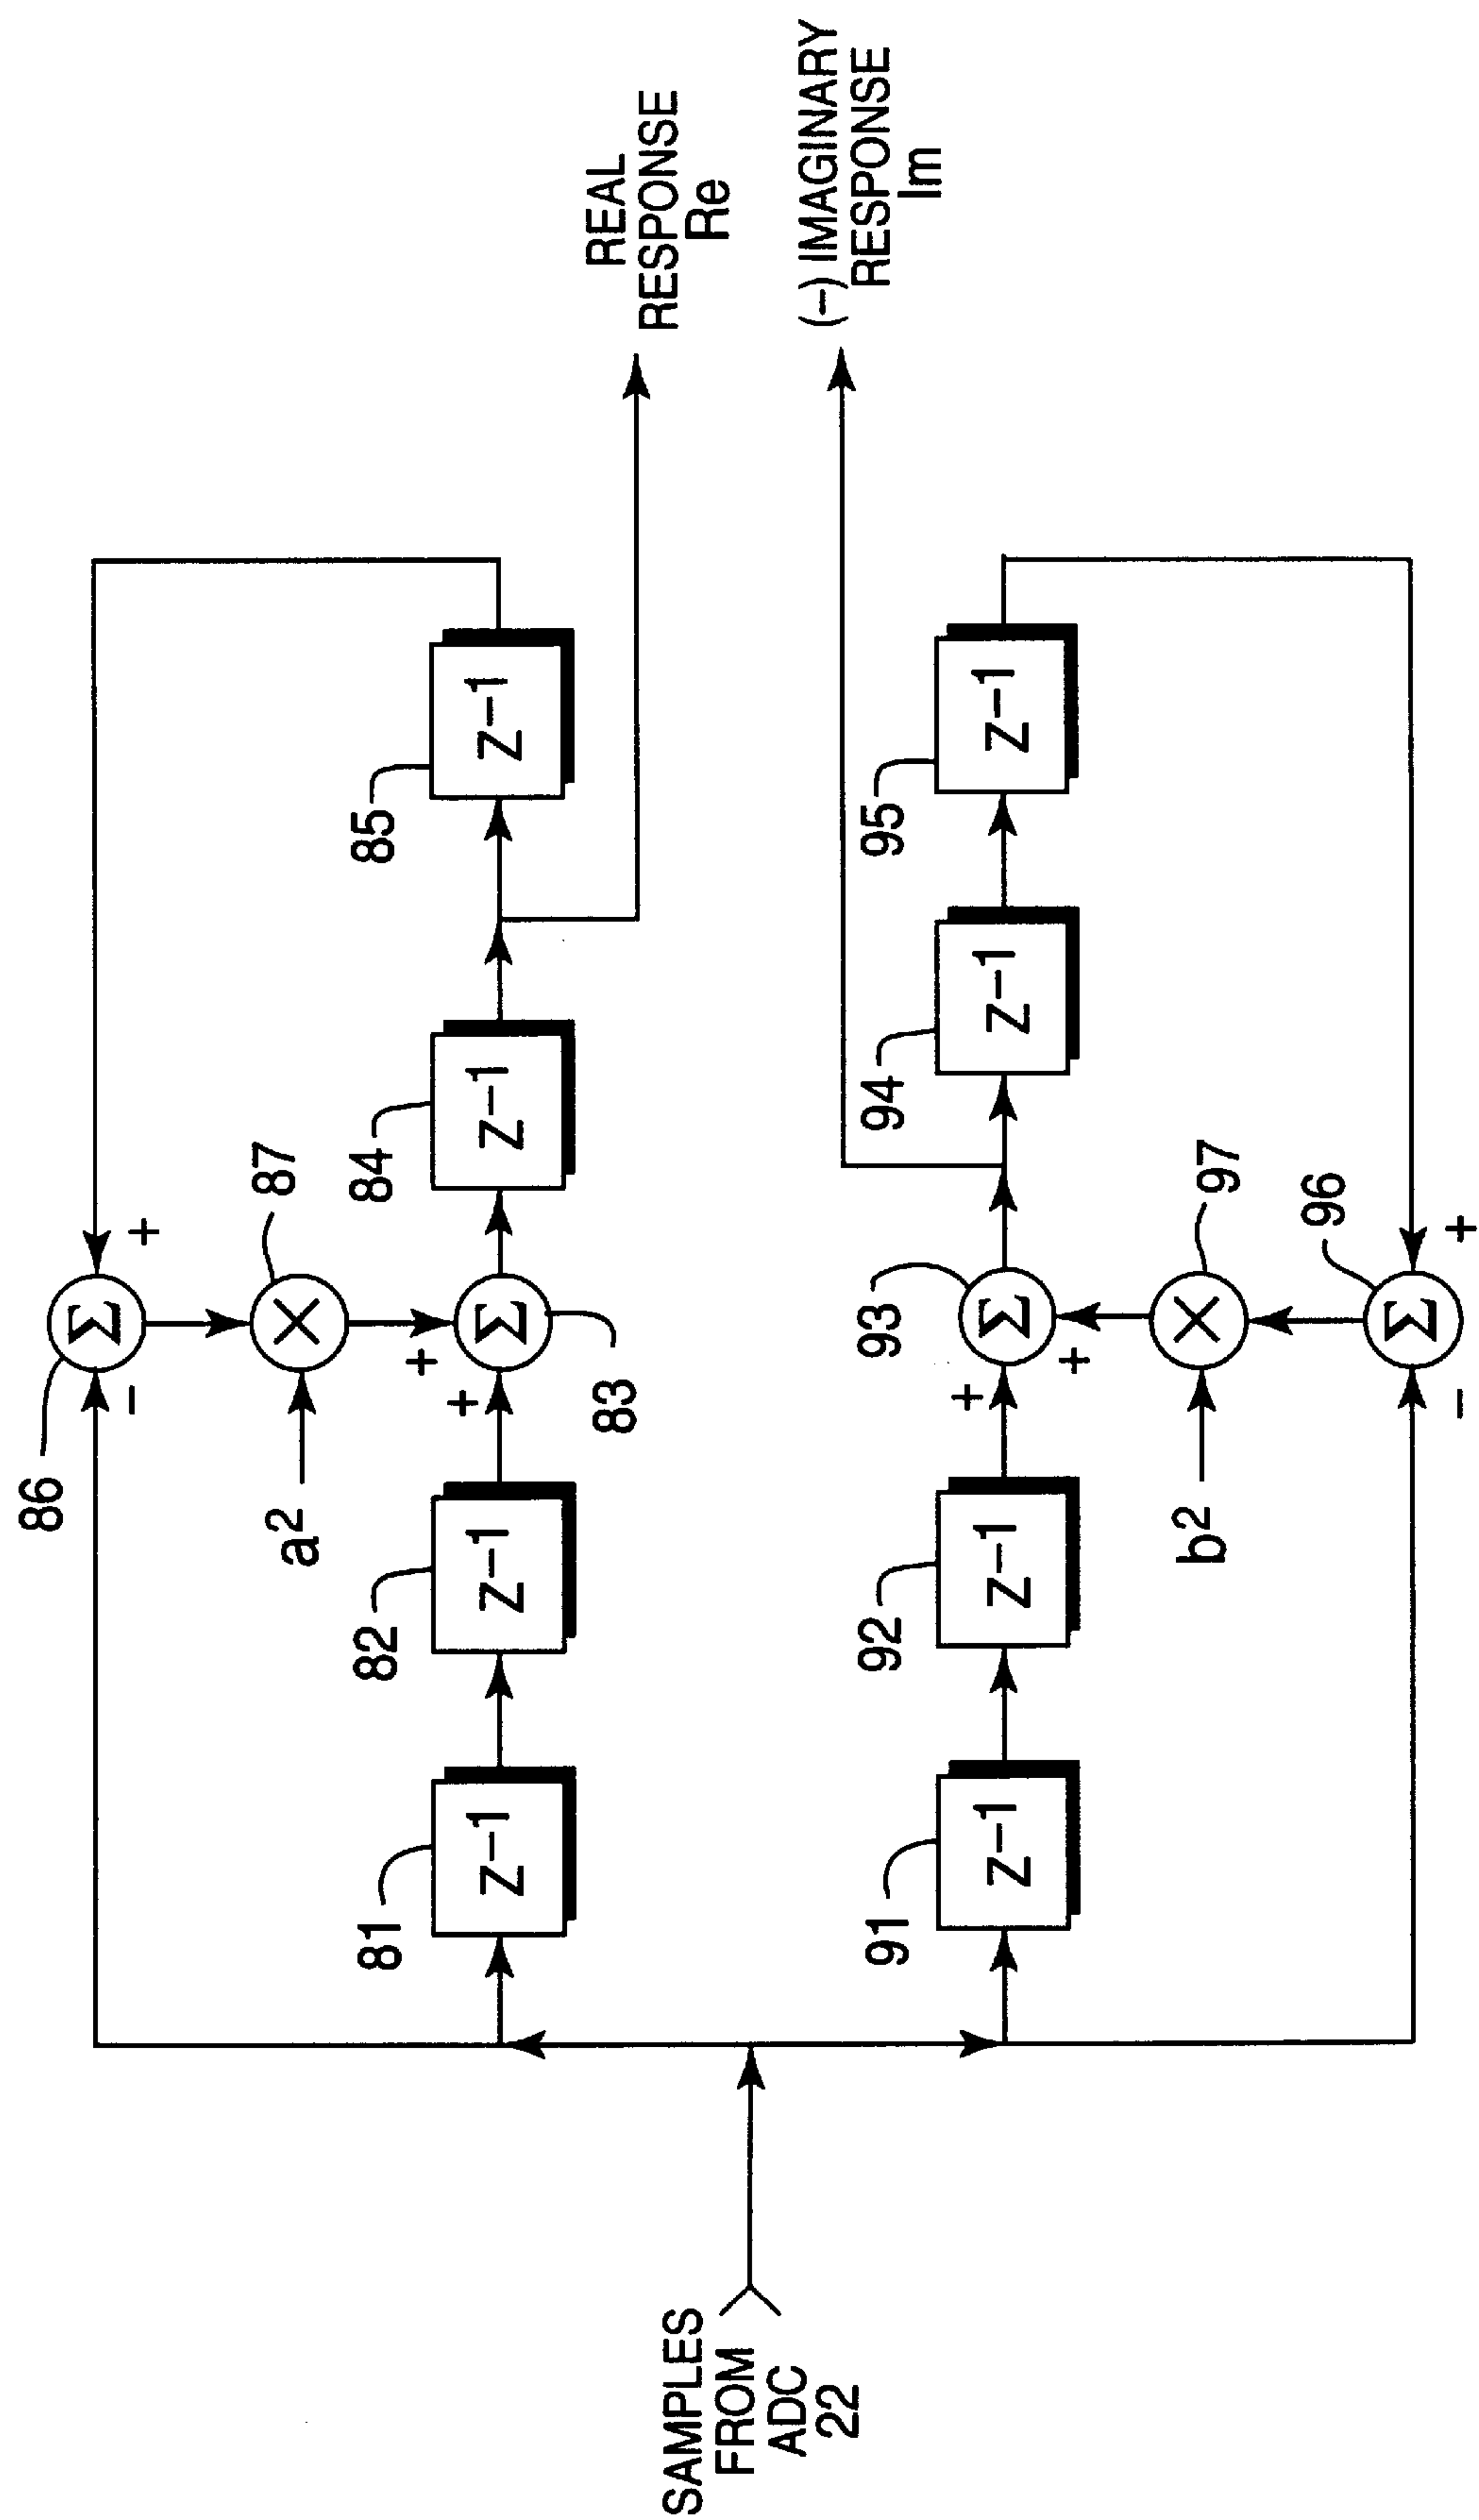 86
Σ
+
−
87
×
a²
+
+
Σ
83
81
z⁻¹
82
z⁻¹
84
z⁻¹
85
z⁻¹
REAL
RESPONSE
Re
SAMPLES
FROM
ADC
22
(−) IMAGINARY
RESPONSE
Im
91
z⁻¹
92
z⁻¹
93
+
Σ
+
94
z⁻¹
95
z⁻¹
b²
×
97
96
Σ
−
+